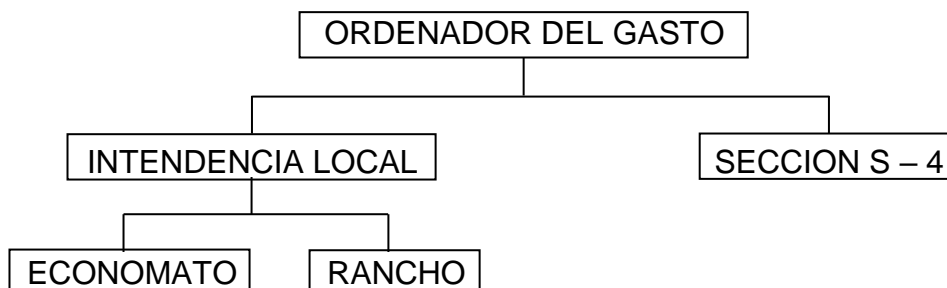 ORDENADOR DEL GASTO
INTENDENCIA LOCAL
SECCION S – 4
ECONOMATO
RANCHO